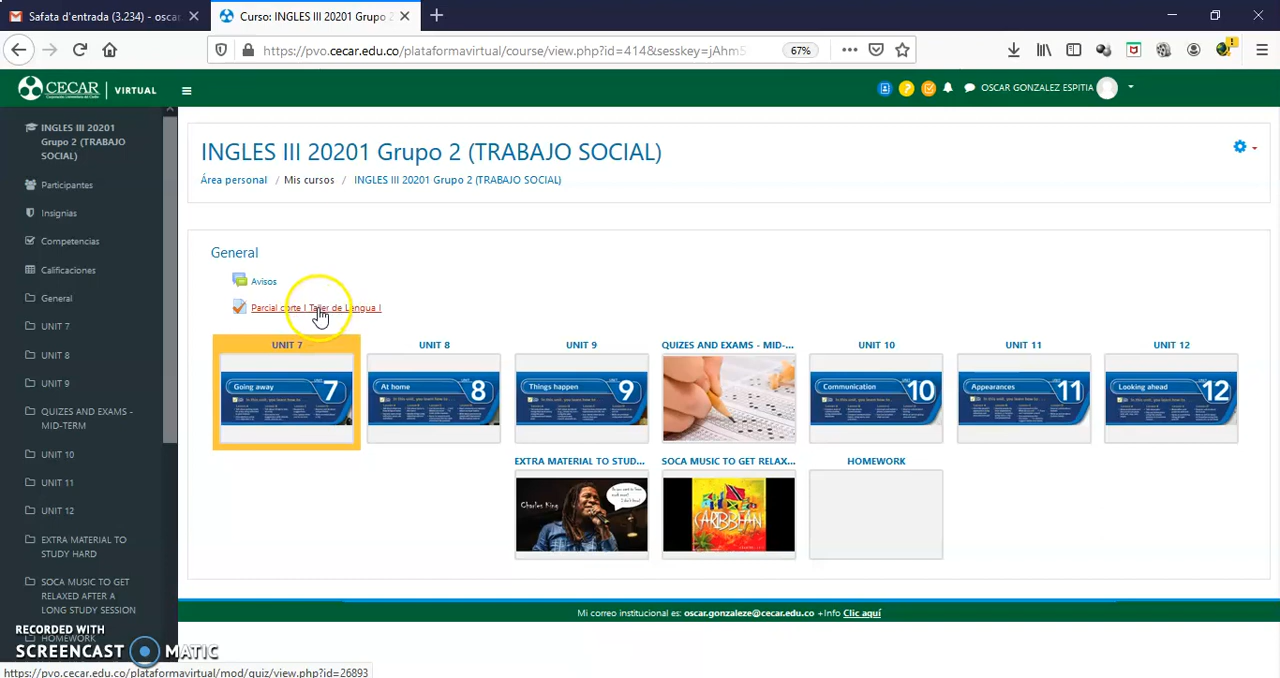 Safata d'entrada (3.234) - oscar
Curso: INGLES III 20201 Grupo 2
https://pvo.cecar.edu.co/plataformavirtual/course/view.php?id=414&sesskey=jAhm5
67%
CECAR
VIRTUAL
OSCAR GONZALEZ ESPITIA
INGLES III 20201
Grupo 2 (TRABAJO
SOCIAL)
Participantes
Insignias
Competencias
Calificaciones
General
UNIT 7
UNIT 8
UNIT 9
QUIZES AND EXAMS -
MID-TERM
UNIT 10
UNIT 11
UNIT 12
EXTRA MATERIAL TO
STUDY HARD
SOCA MUSIC TO GET
RELAXED AFTER A
LONG STUDY SESSION
HOMEWORK
INGLES III 20201 Grupo 2 (TRABAJO SOCIAL)
Área personal / Mis cursos / INGLES III 20201 Grupo 2 (TRABAJO SOCIAL)
General
Avisos
Parcial corte I Taller de Lengua I
UNIT 7
UNIT 8
UNIT 9
QUIZES AND EXAMS - MID-...
UNIT 10
UNIT 11
UNIT 12
Going away 7
At home 8
Things happen 9
Communication 10
Appearances 11
Looking ahead 12
EXTRA MATERIAL TO STUD...
SOCA MUSIC TO GET RELAX...
HOMEWORK
Charles King
CARIBBEAN
Mi correo institucional es: oscar.gonzaleze@cecar.edu.co +Info Clic aquí
RECORDED WITH
SCREENCAST MATIC
https://pvo.cecar.edu.co/plataformavirtual/mod/quiz/view.php?id=26893